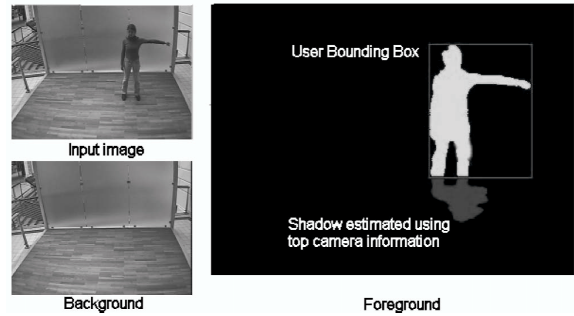 User Bounding Box
Input image
Shadow estimated using
top camera information
Background
Foreground